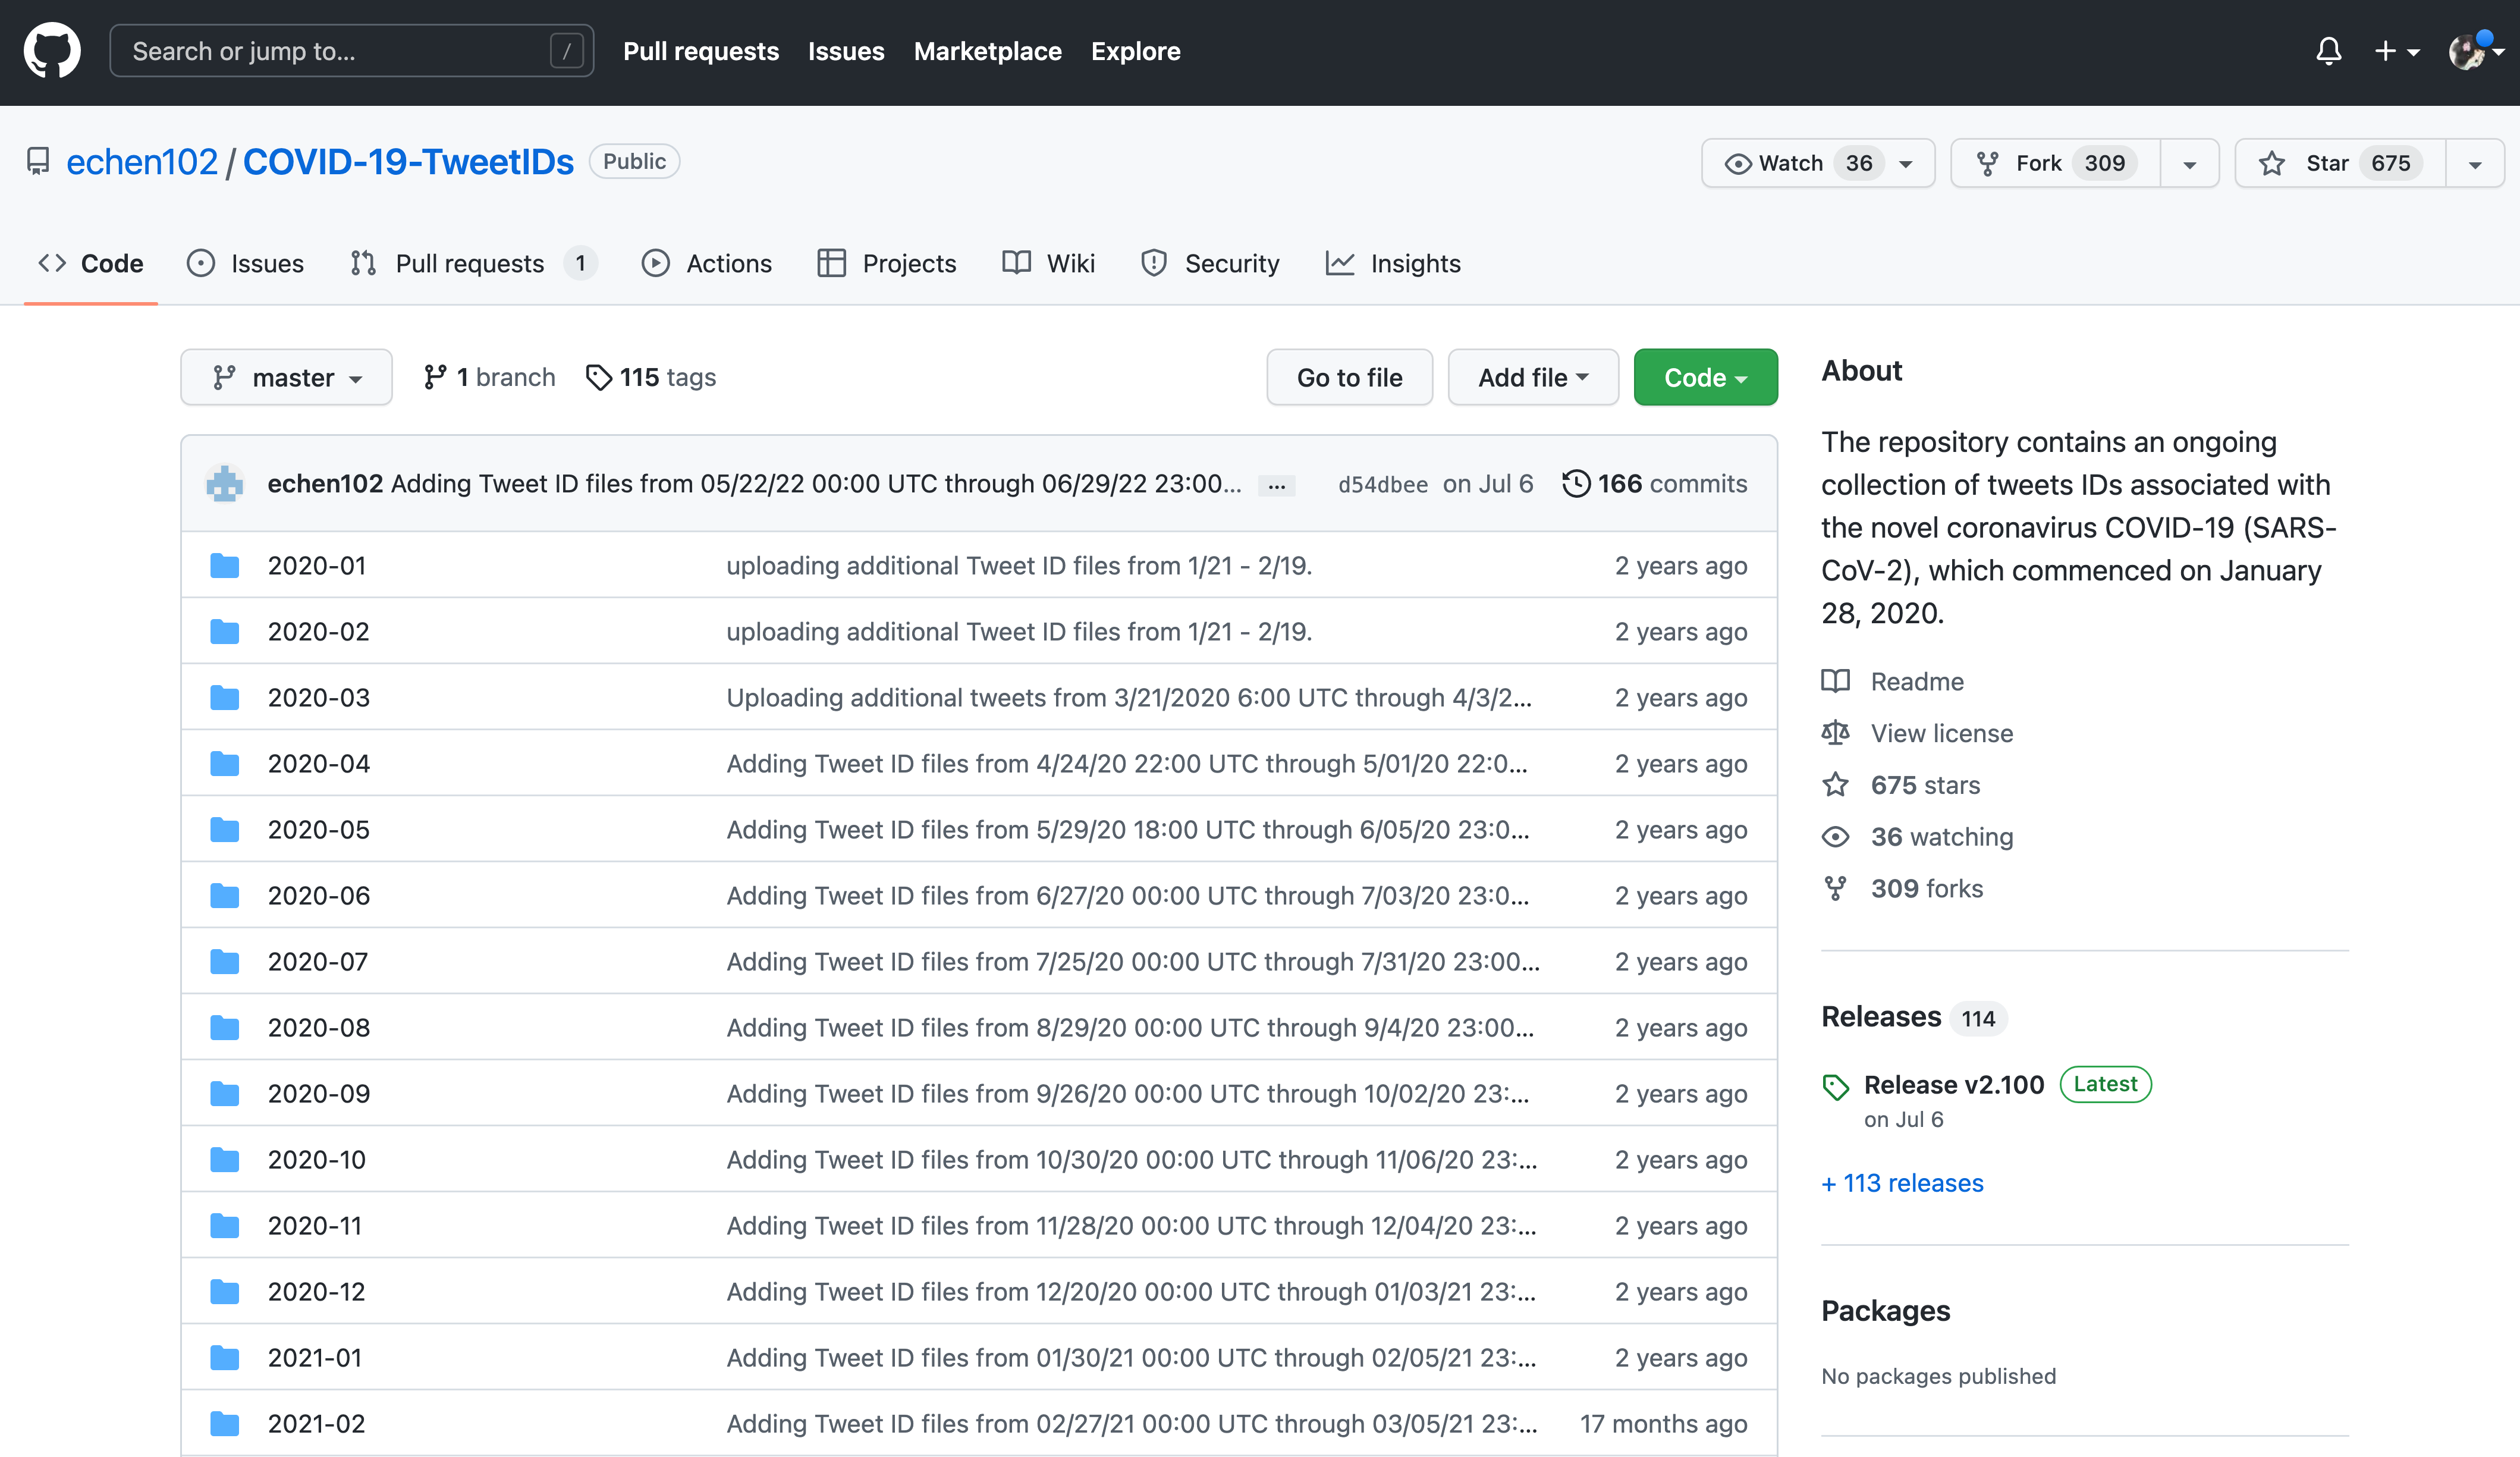 Search or jump to... / Pull requests Issues Marketplace Explore
echen102 / COVID-19-TweetIDs Public Watch 36 Fork 309 Star 675
Code Issues Pull requests 1 Actions Projects Wiki Security Insights
master 1 branch 115 tags Go to file Add file Code
echen102 Adding Tweet ID files from 05/22/22 00:00 UTC through 06/29/22 23:00... ... d54dbee on Jul 6 166 commits
2020-01 uploading additional Tweet ID files from 1/21 - 2/19. 2 years ago
2020-02 uploading additional Tweet ID files from 1/21 - 2/19. 2 years ago
2020-03 Uploading additional tweets from 3/21/2020 6:00 UTC through 4/3/2... 2 years ago
2020-04 Adding Tweet ID files from 4/24/20 22:00 UTC through 5/01/20 22:0... 2 years ago
2020-05 Adding Tweet ID files from 5/29/20 18:00 UTC through 6/05/20 23:0... 2 years ago
2020-06 Adding Tweet ID files from 6/27/20 00:00 UTC through 7/03/20 23:0... 2 years ago
2020-07 Adding Tweet ID files from 7/25/20 00:00 UTC through 7/31/20 23:00... 2 years ago
2020-08 Adding Tweet ID files from 8/29/20 00:00 UTC through 9/4/20 23:00... 2 years ago
2020-09 Adding Tweet ID files from 9/26/20 00:00 UTC through 10/02/20 23:... 2 years ago
2020-10 Adding Tweet ID files from 10/30/20 00:00 UTC through 11/06/20 23:... 2 years ago
2020-11 Adding Tweet ID files from 11/28/20 00:00 UTC through 12/04/20 23:... 2 years ago
2020-12 Adding Tweet ID files from 12/20/20 00:00 UTC through 01/03/21 23:... 2 years ago
2021-01 Adding Tweet ID files from 01/30/21 00:00 UTC through 02/05/21 23:... 2 years ago
2021-02 Adding Tweet ID files from 02/27/21 00:00 UTC through 03/05/21 23:... 17 months ago
About
The repository contains an ongoing
collection of tweets IDs associated with
the novel coronavirus COVID-19 (SARS-
CoV-2), which commenced on January
28, 2020.
Readme
View license
675 stars
36 watching
309 forks
Releases 114
Release v2.100 Latest
on Jul 6
+ 113 releases
Packages
No packages published